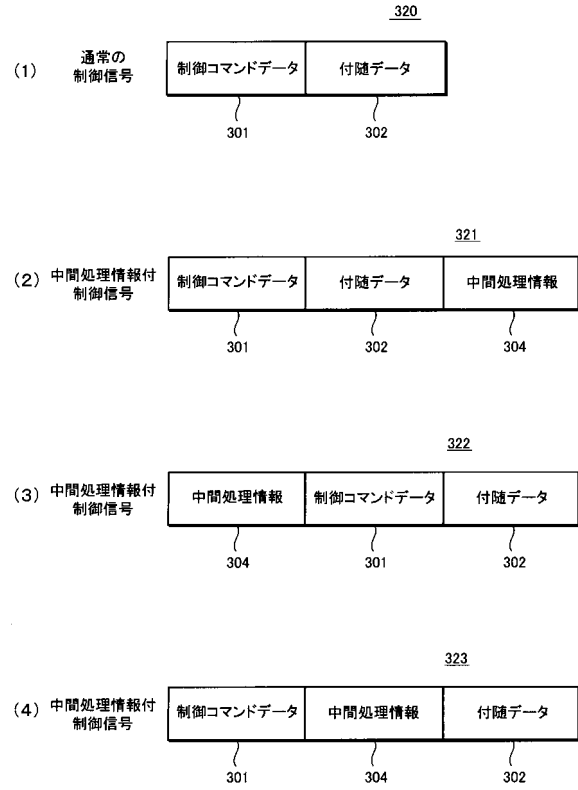 320
(1) 通常の
制御信号
制御コマンドデータ 付随データ
301 302
321
(2) 中間処理情報付
制御信号
制御コマンドデータ 付随データ 中間処理情報
301 302 304
322
(3) 中間処理情報付
制御信号
中間処理情報 制御コマンドデータ 付随データ
304 301 302
323
(4) 中間処理情報付
制御信号
制御コマンドデータ 中間処理情報 付随データ
301 304 302